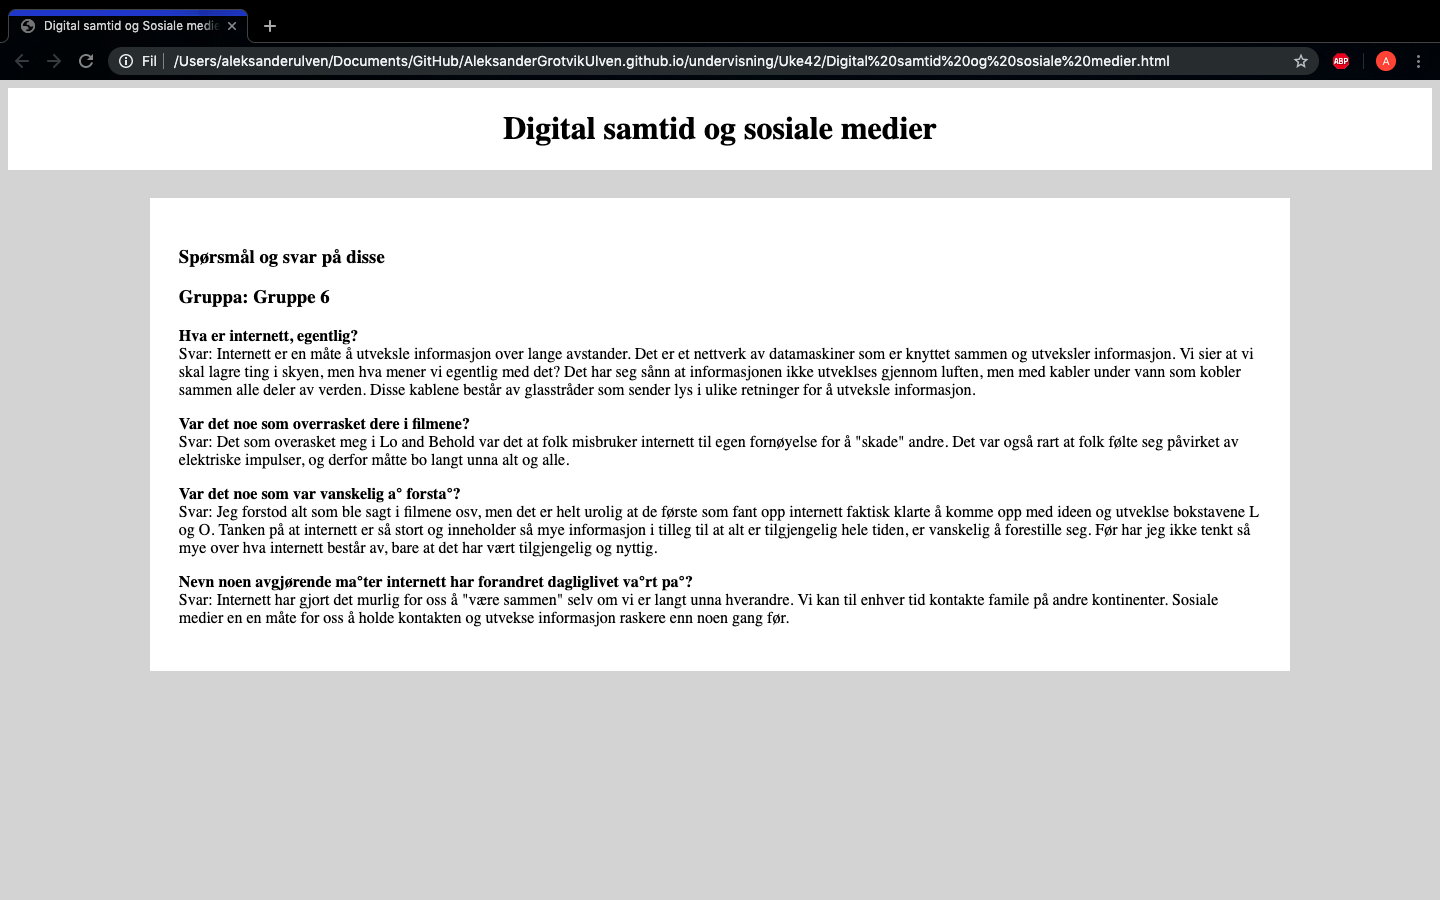 Digital samtid og Sosiale medie
Fil
/Users/aleksanderulven/Documents/GitHub/AleksanderGrotvikUlven.github.io/undervisning/Uke42/Digital%20samtid%20og%20sosiale%20medier.html
ABP
A
Digital samtid og sosiale medier
Spørsmål og svar på disse
Gruppa: Gruppe 6
Hva er internett, egentlig?
Svar: Internett er en måte å utveksle informasjon over lange avstander. Det er et nettverk av datamaskiner som er knyttet sammen og utveksler informasjon. Vi sier at vi
skal lagre ting i skyen, men hva mener vi egentlig med det? Det har seg sånn at informasjonen ikke utveklses gjennom luften, men med kabler under vann som kobler
sammen alle deler av verden. Disse kablene består av glasstråder som sender lys i ulike retninger for å utveksle informasjon.
Var det noe som overrasket dere i filmene?
Svar: Det som overasket meg i Lo and Behold var det at folk misbruker internett til egen fornøyelse for å "skade" andre. Det var også rart at folk følte seg påvirket av
elektriske impulser, og derfor måtte bo langt unna alt og alle.
Var det noe som var vanskelig a° forsta°?
Svar: Jeg forstod alt som ble sagt i filmene osv, men det er helt urolig at de første som fant opp internett faktisk klarte å komme opp med ideen og utveklse bokstavene L
og O. Tanken på at internett er så stort og inneholder så mye informasjon i tilleg til at alt er tilgjengelig hele tiden, er vanskelig å forestille seg. Før har jeg ikke tenkt så
mye over hva internett består av, bare at det har vært tilgjengelig og nyttig.
Nevn noen avgjørende ma°ter internett har forandret dagliglivet va°rt pa°?
Svar: Internett har gjort det murlig for oss å "være sammen" selv om vi er langt unna hverandre. Vi kan til enhver tid kontakte famile på andre kontinenter. Sosiale
medier en en måte for oss å holde kontakten og utvekse informasjon raskere enn noen gang før.